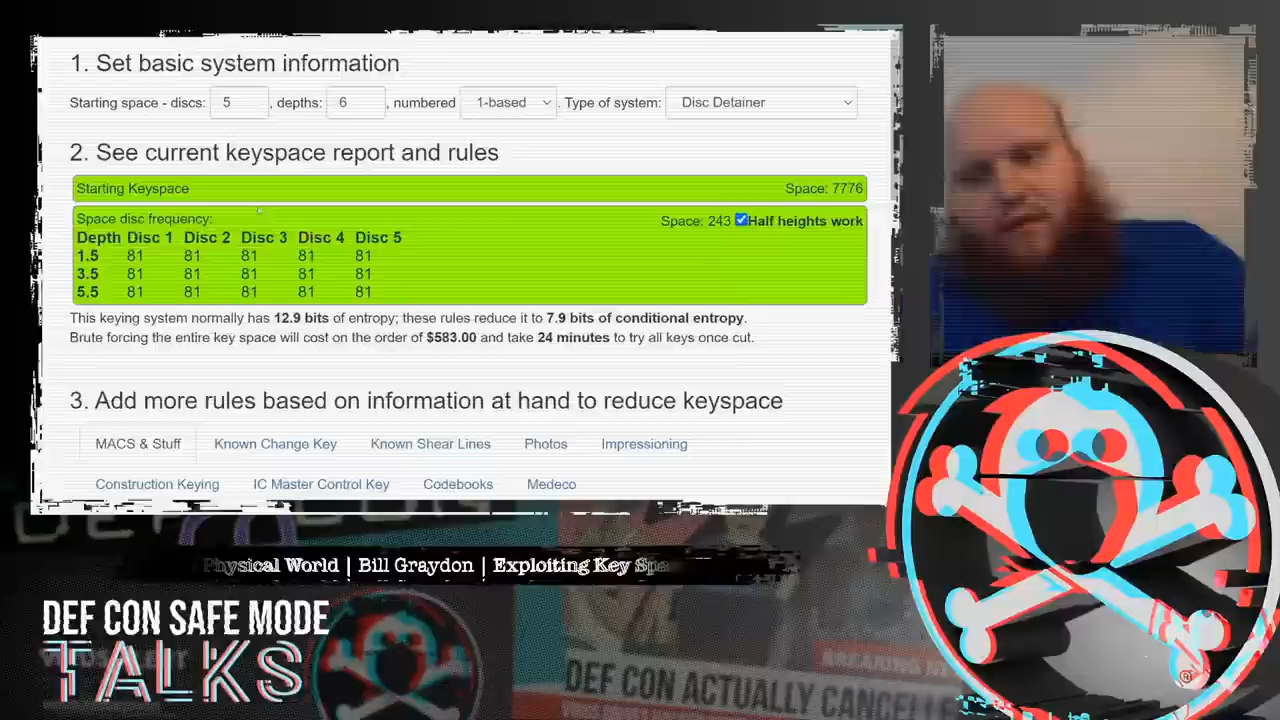 1. Set basic system information
Starting space - discs: 5 , depths: 6 , numbered 1-based . Type of system: Disc Detainer
2. See current keyspace report and rules
Starting Keyspace Space: 7776
Space disc frequency: Space: 243 Half heights work
Depth Disc 1 Disc 2 Disc 3 Disc 4 Disc 5
1.5 81 81 81 81 81
3.5 81 81 81 81 81
5.5 81 81 81 81 81
This keying system normally has 12.9 bits of entropy; these rules reduce it to 7.9 bits of conditional entropy.
Brute forcing the entire key space will cost on the order of $583.00 and take 24 minutes to try all keys once cut.
3. Add more rules based on information at hand to reduce keyspace
MACS & Stuff Known Change Key Known Shear Lines Photos Impressioning
Construction Keying IC Master Control Key Codebooks Medeco
DEF CON
Physical World | Bill Graydon | Exploiting Key Spa
DEF CON SAFE MODE
TALKS
BREAKING
DEF CON ACTUALLY CANCELLE
®